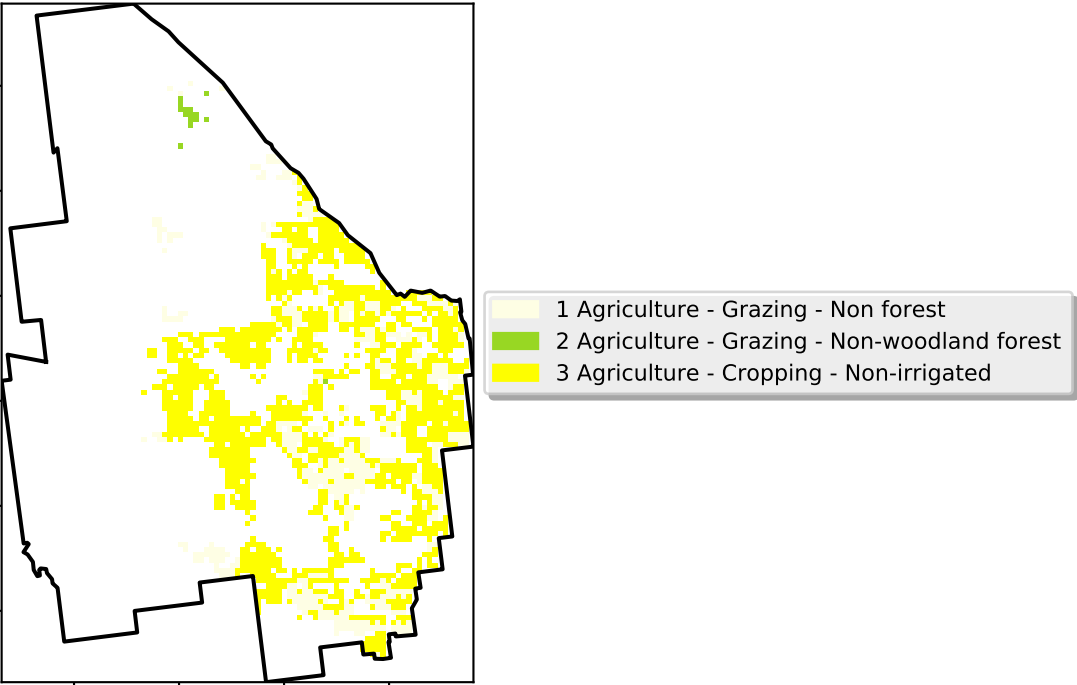 1 Agriculture - Grazing - Non forest
2 Agriculture - Grazing - Non-woodland forest
3 Agriculture - Cropping - Non-irrigated